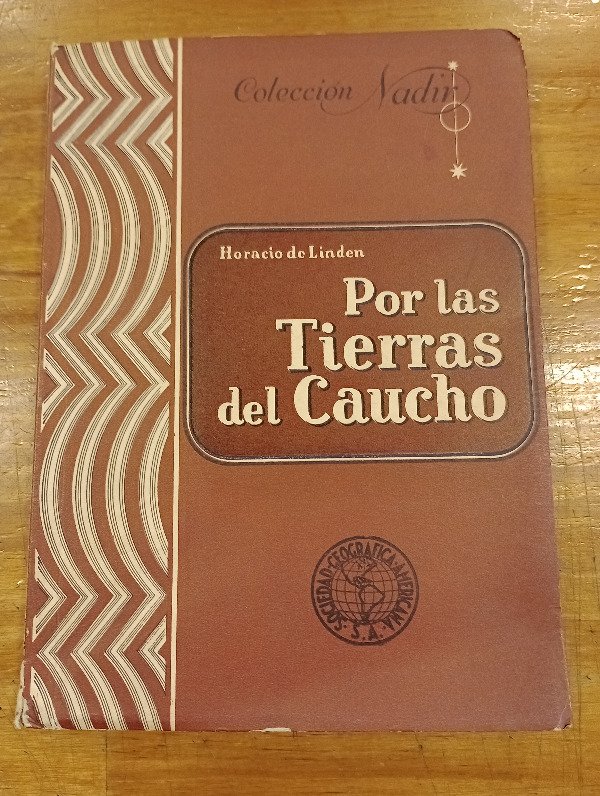 Colección Nadir
Horacio de Linden
Por las
Tierras
del Caucho
SOCIEDAD·GEOGRAFICA·AMERICANA
S.A.